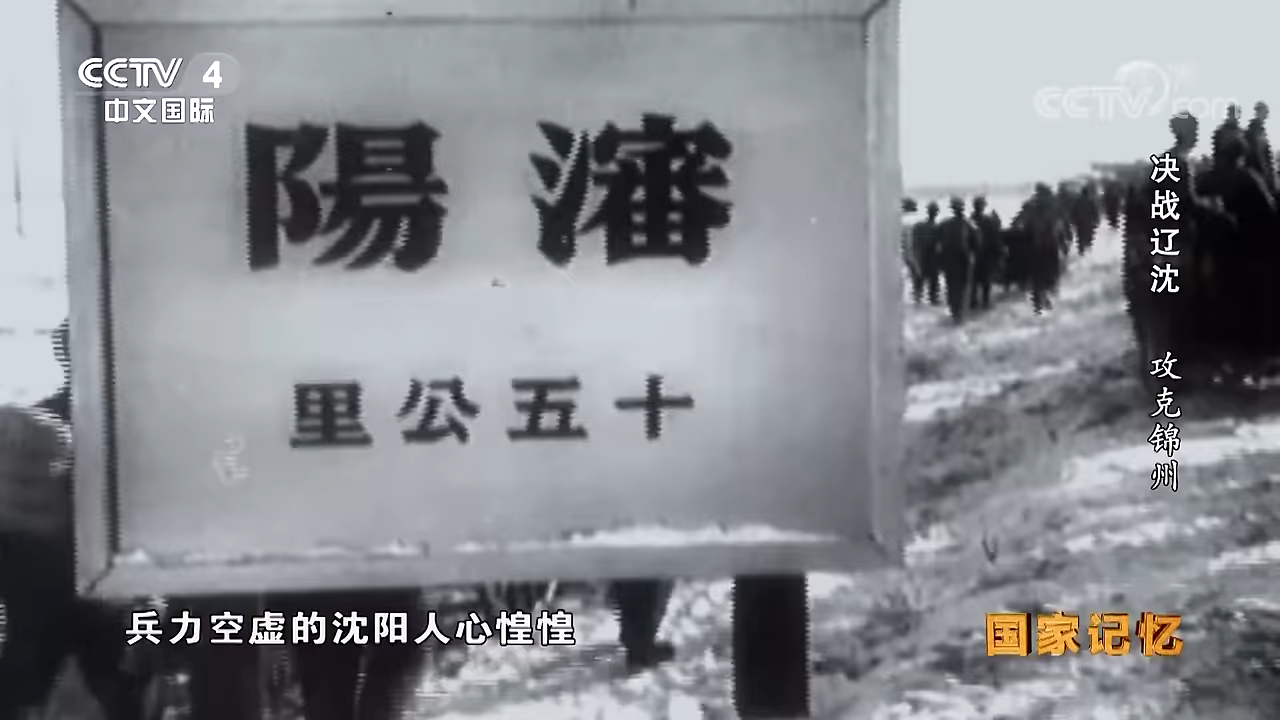 CCTV 4
中文国际
CCTV.com
瀋陽
十五公里
决战辽沈 攻克锦州
兵力空虚的沈阳人心惶惶
国家记忆